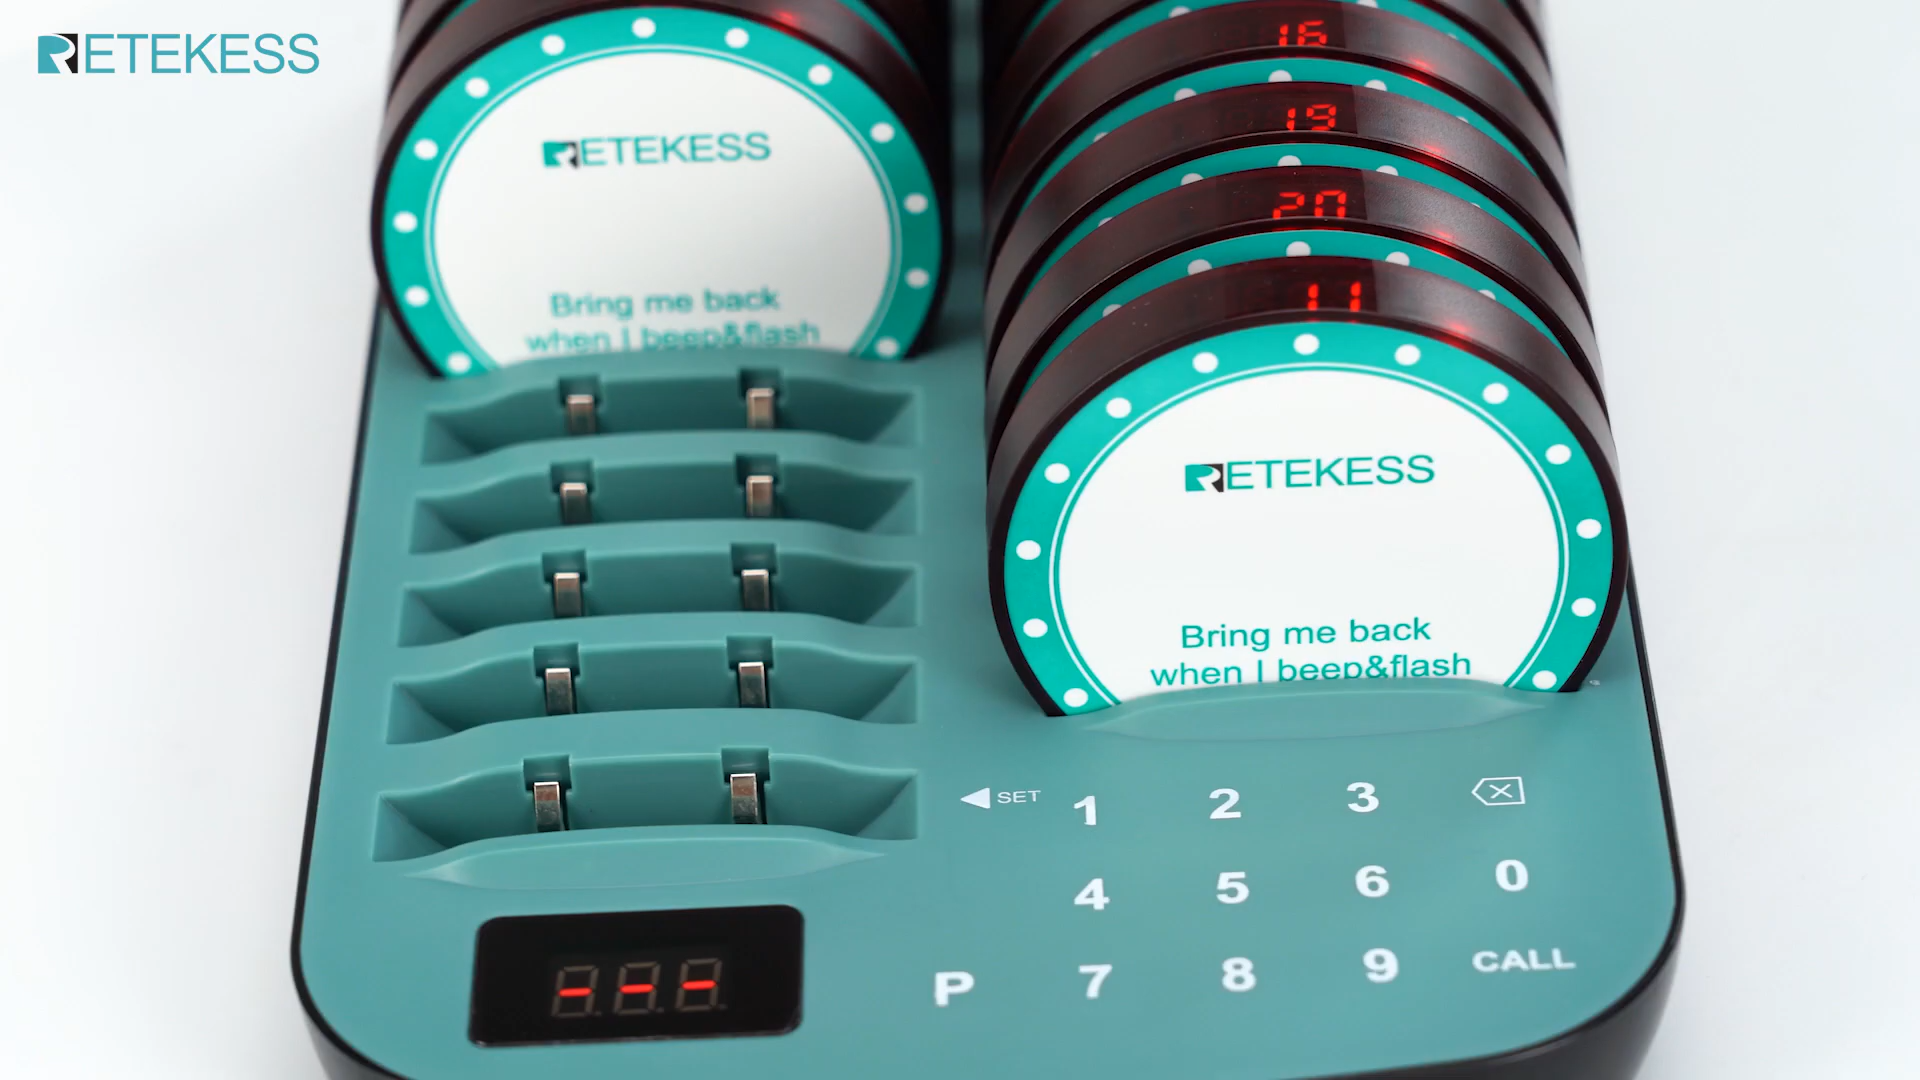 RETEKESS
16
19
20
11
RETEKESS
Bring me back
when I beep&flash
RETEKESS
Bring me back
when I beep&flash
SET 1 2 3
4 5 6 0
P 7 8 9 CALL
---